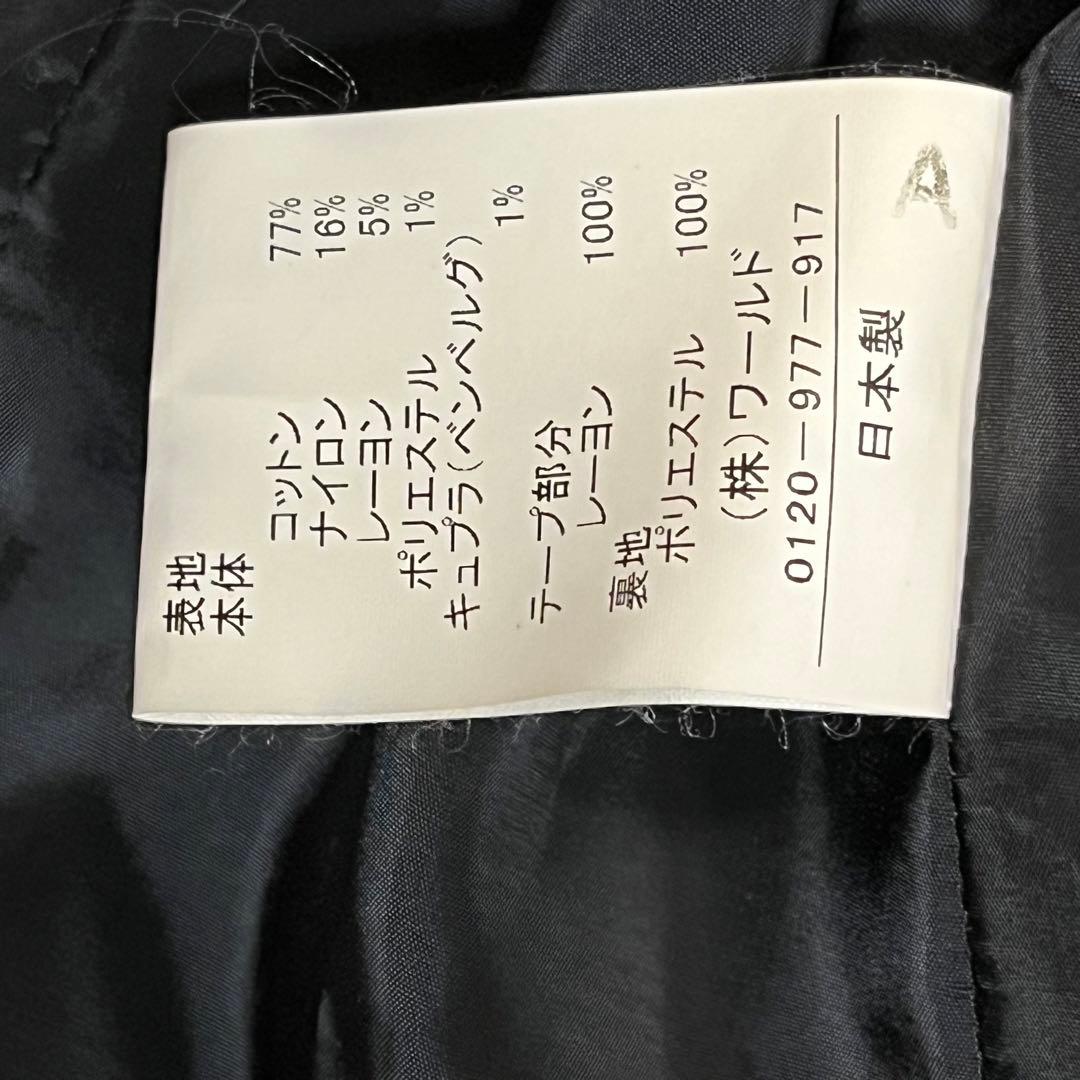 表地
本体
コットン 77%
ナイロン 16%
レーヨン 5%
ポリエステル 1%
キュプラ(ベンベルグ)
1%
テープ部分
レーヨン 100%
裏地
ポリエステル 100%
(株)ワールド
0120-977-917
日本製
A